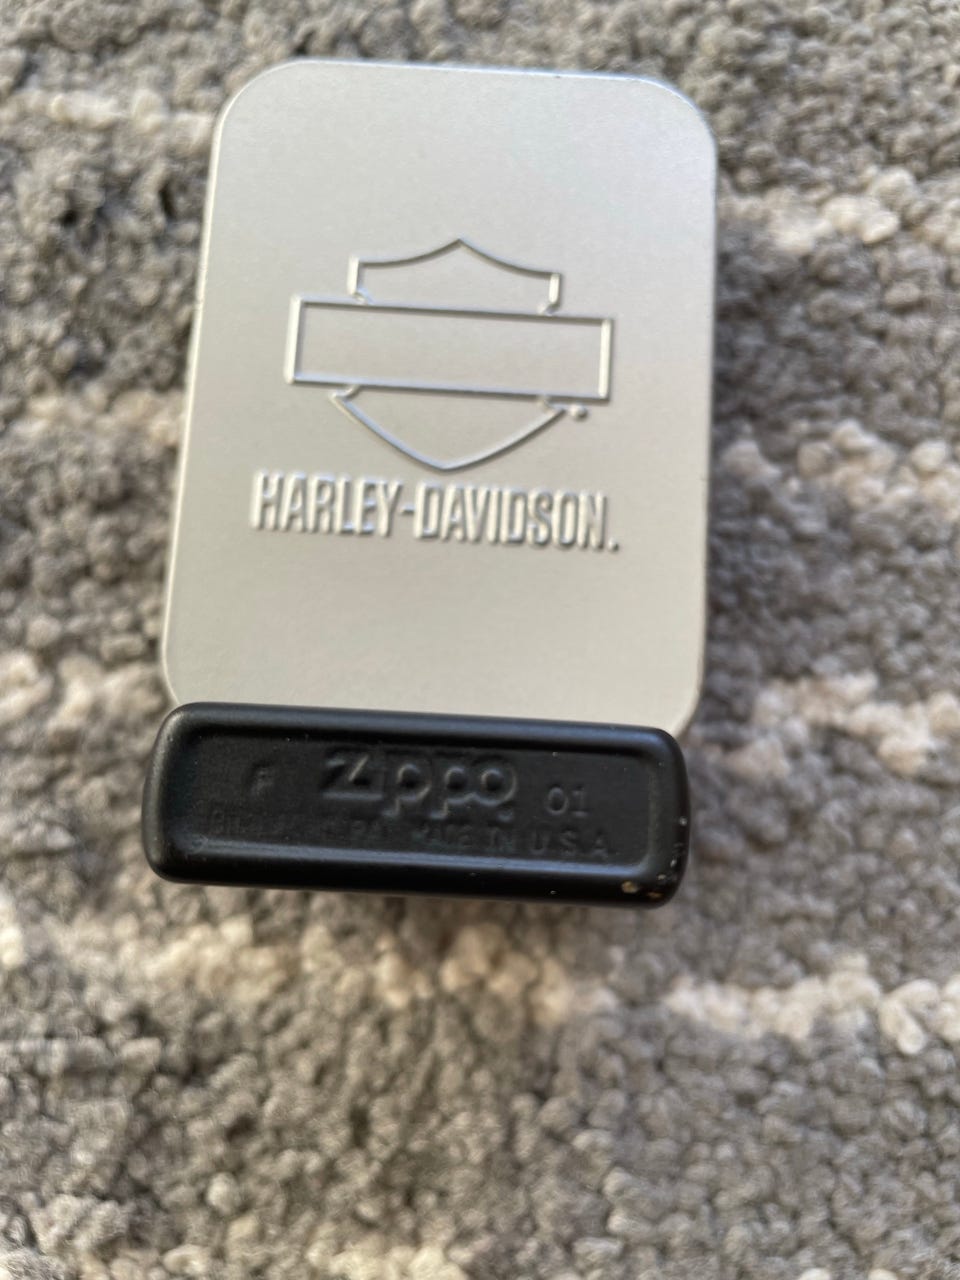 HARLEY-DAVIDSON.
F zippo 01
MADE IN U.S.A